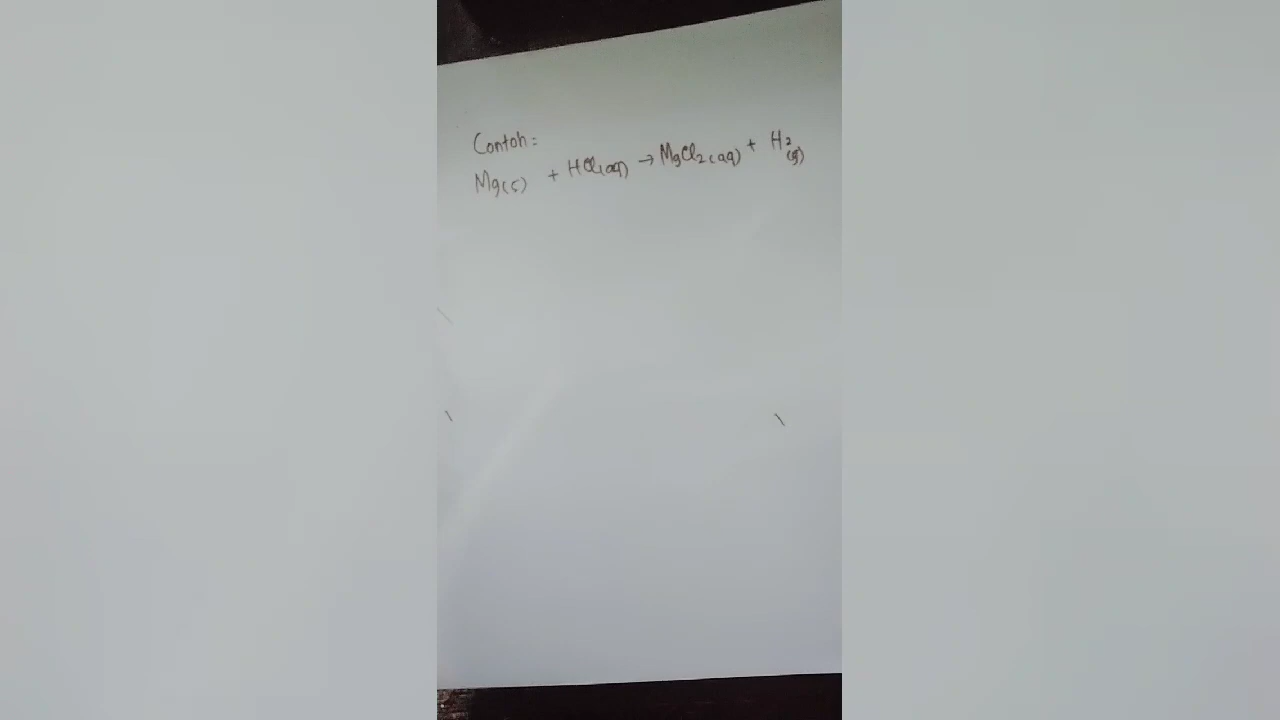 Contoh:
Mg(s) + HCl(aq) → MgCl2(aq) + H2(g)